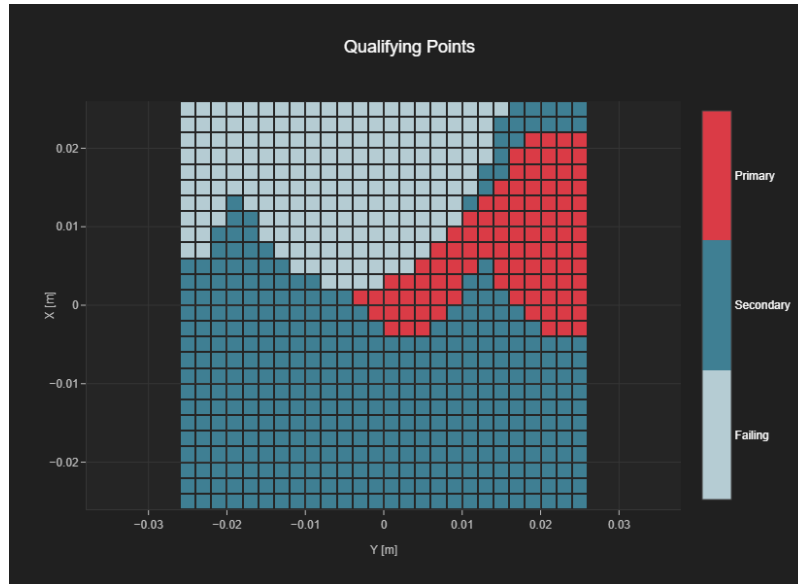 Qualifying Points
0.02
0.01
0
−0.01
−0.02
X [m]
−0.03
−0.02
−0.01
0
0.01
0.02
0.03
Y [m]
Primary
Secondary
Failing